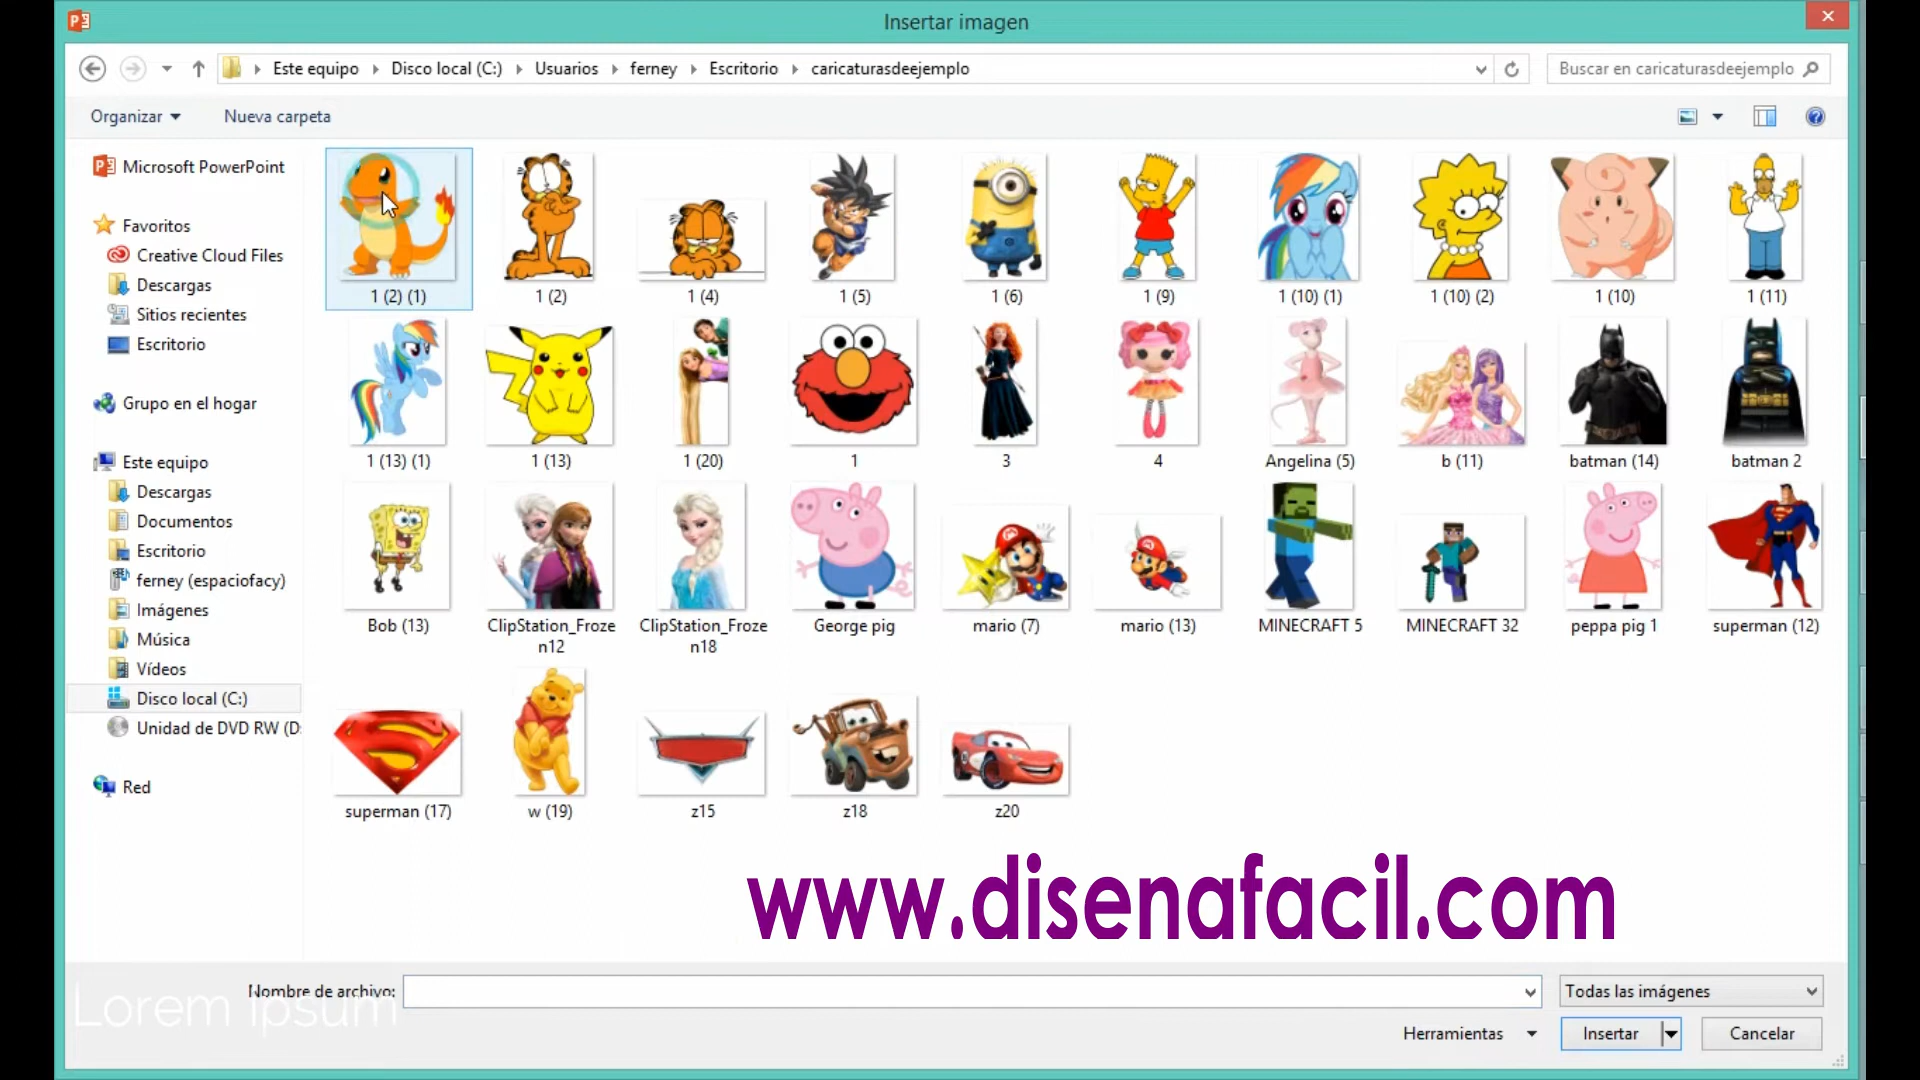 Insertar imagen
Este equipo Disco local (C:) Usuarios ferney Escritorio caricaturasdeejemplo
Buscar en caricaturasdeejemplo
Organizar Nueva carpeta
Microsoft PowerPoint
Favoritos
Creative Cloud Files
Descargas
Sitios recientes
Escritorio
Grupo en el hogar
Este equipo
Descargas
Documentos
Escritorio
ferney (espaciofacy)
Imágenes
Música
Vídeos
Disco local (C:)
Unidad de DVD RW (D:
Red
1 (2) (1) 1 (2) 1 (4) 1 (5) 1 (6) 1 (9) 1 (10) (1) 1 (10) (2) 1 (10) 1 (11)
1 (13) (1) 1 (13) 1 (20) 1 3 4 Angelina (5) b (11) batman (14) batman 2
Bob (13) ClipStation_Froze ClipStation_Froze George pig mario (7) mario (13) MINECRAFT 5 MINECRAFT 32 peppa pig 1 superman (12)
n12 n18
superman (17) w (19) z15 z18 z20
www.disenafacil.com
Nombre de archivo: Todas las imágenes
Lorem ipsum
Herramientas Insertar Cancelar